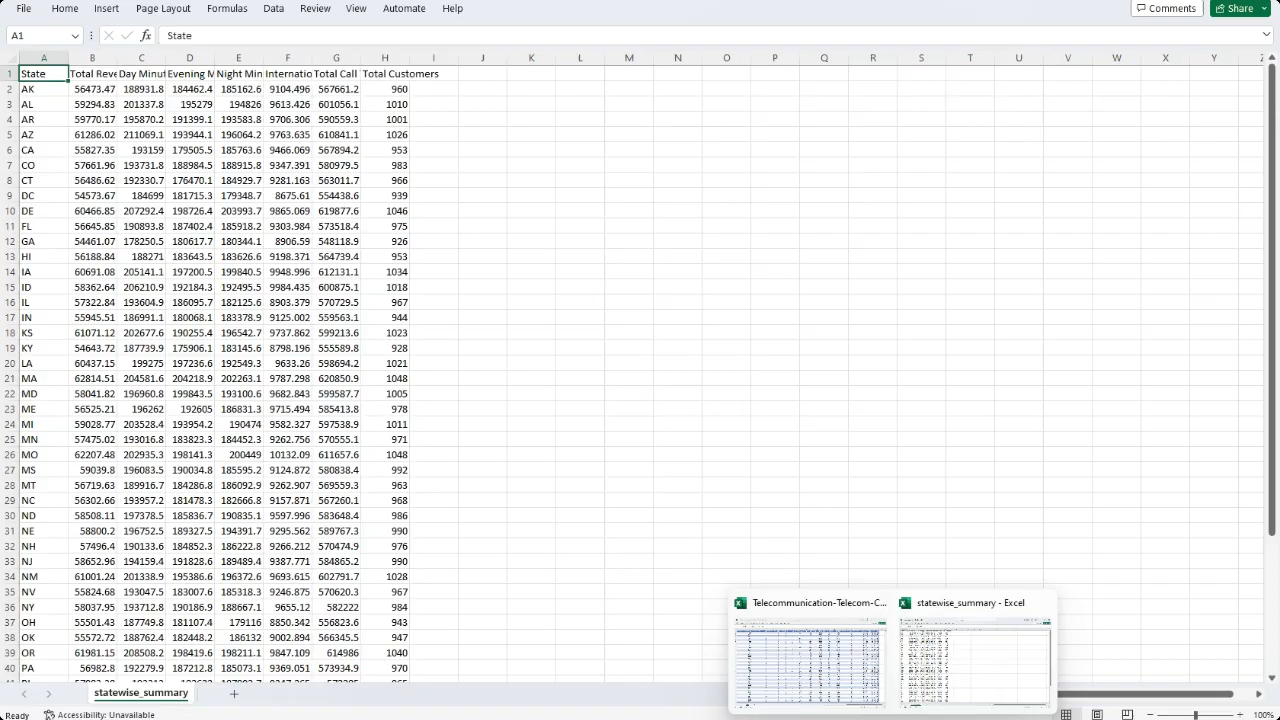 File Home Insert Page Layout Formulas Data Review View Automate Help Comments Share
A1 fx State
A B C D E F G H I J K L M N O P Q R S T U V W X Y Z
1 State Total Reve Day Minut Evening M Night Min Internatio Total Call Total Customers
2 AK 56473.47 188931.8 184462.4 185162.6 9104.496 567661.2 960
3 AL 59294.83 201337.8 195279 194826 9613.426 601056.1 1010
4 AR 59770.17 195870.2 191399.1 193583.8 9706.306 590559.3 1001
5 AZ 61286.02 211069.1 193944.1 196064.2 9763.635 610841.1 1026
6 CA 55827.35 193159 179505.5 185763.6 9466.069 567894.2 953
7 CO 57661.96 193731.8 188984.5 188915.8 9347.391 580979.5 983
8 CT 56486.62 192330.7 176470.1 184929.7 9281.163 563011.7 966
9 DC 54573.67 184699 181715.3 179348.7 8675.61 554438.6 939
10 DE 60466.85 207292.4 198726.4 203993.7 9865.069 619877.6 1046
11 FL 56645.85 190893.8 187402.4 185918.2 9303.984 573518.4 975
12 GA 54461.07 178250.5 180617.7 180344.1 8906.59 548118.9 926
13 HI 56188.84 188271 183643.5 183626.6 9198.371 564739.4 953
14 IA 60691.08 205141.1 197200.5 199840.5 9948.996 612131.1 1034
15 ID 58362.64 206210.9 192184.3 192495.5 9984.435 600875.1 1018
16 IL 57322.84 193604.9 186095.7 182125.6 8903.379 570729.5 967
17 IN 55945.51 186991.1 180068.1 183378.9 9125.002 559563.1 944
18 KS 61071.12 202677.6 190255.4 196542.7 9737.862 599213.6 1023
19 KY 54643.72 187739.9 175906.1 183145.6 8798.196 555589.8 928
20 LA 60437.15 199275 197236.6 192549.3 9633.26 598694.2 1021
21 MA 62814.51 204581.6 204218.9 202263.1 9787.298 620850.9 1048
22 MD 58041.82 196960.8 199843.5 193100.6 9682.843 599587.7 1005
23 ME 56525.21 196262 192605 186831.3 9715.494 585413.8 978
24 MI 59028.77 203528.4 193954.2 190474 9582.327 597538.9 1011
25 MN 57475.02 193016.8 183823.3 184452.3 9262.756 570555.1 971
26 MO 62207.48 202935.3 198141.3 200449 10132.09 611657.6 1048
27 MS 59039.8 196083.5 190034.8 185595.2 9124.872 580838.4 992
28 MT 56719.63 189916.7 184286.8 186092.9 9262.907 569559.3 963
29 NC 56302.66 193957.2 181478.3 182666.8 9157.871 567260.1 968
30 ND 58508.11 197378.5 185836.7 190835.1 9597.996 583648.4 986
31 NE 58800.2 196752.5 189327.5 194391.7 9295.562 589767.3 990
32 NH 57496.4 190133.6 184852.3 186222.8 9266.212 570474.9 976
33 NJ 58652.96 194159.4 191828.6 189489.4 9387.771 584865.2 990
34 NM 61001.24 201338.9 195386.6 196372.6 9693.615 602791.7 1028
35 NV 55824.68 193047.5 183007.6 185318.3 9246.875 570620.3 967
36 NY 58037.95 193712.8 190186.9 188667.1 9655.12 582222 984
37 OH 55501.43 187749.8 181107.4 179116 8850.342 556823.6 943
38 OK 186132 9002.894 947
39 OR 208508.2 198419.6 198211.1 9847.109 614986 1040
40 PA 192279.9 187212.8 185073.1 9369.051 573934.9 970
Telecommunication-Telecom-C... statewise_summary - Excel
statewise_summary
Ready Accessibility: Unavailable 100%